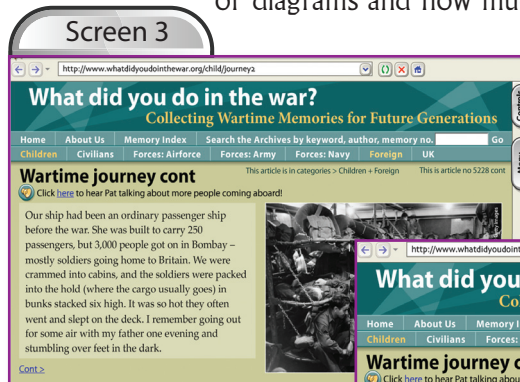 or diagrams and how mu
Screen 3
http://www.whatdidyoudointhewar.org/child/journey2
What did you do in the war?
Collecting Wartime Memories for Future Generations
Home About Us Memory Index Search the Archives by keyword, author, memory no. Go
Children Civilians Forces: Airforce Forces: Army Forces: Navy Foreign UK
Wartime journey cont
This article is in categories > Children + Foreign
This article is no 5228 cont
Click here to hear Pat talking about more people coming aboard!
Our ship had been an ordinary passenger ship
before the war. She was built to carry 250
passengers, but 3,000 people got on in Bombay –
mostly soldiers going home to Britain. We were
crammed into cabins, and the soldiers were packed
into the hold (where the cargo usually goes) in
bunks stacked six high. It was so hot they often
went and slept on the deck. I remember going out
for some air with my father one evening and
stumbling over feet in the dark.
Cont >
http://www.whatdidyoudoint
What did you
Co
Home About Us Memory I
Children Civilians Forces:
Wartime journey c
Click here to hear Pat talking abou